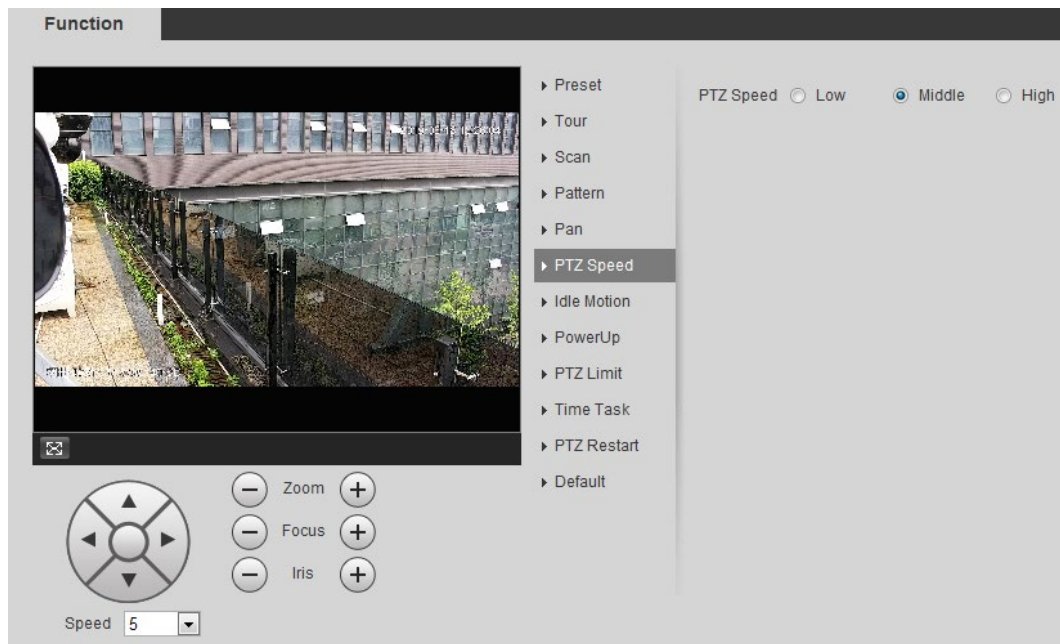 Function
Preset
Tour
Scan
Pattern
Pan
PTZ Speed
Idle Motion
PowerUp
PTZ Limit
Time Task
PTZ Restart
Default
PTZ Speed Low Middle High
Zoom
Focus
Iris
Speed 5